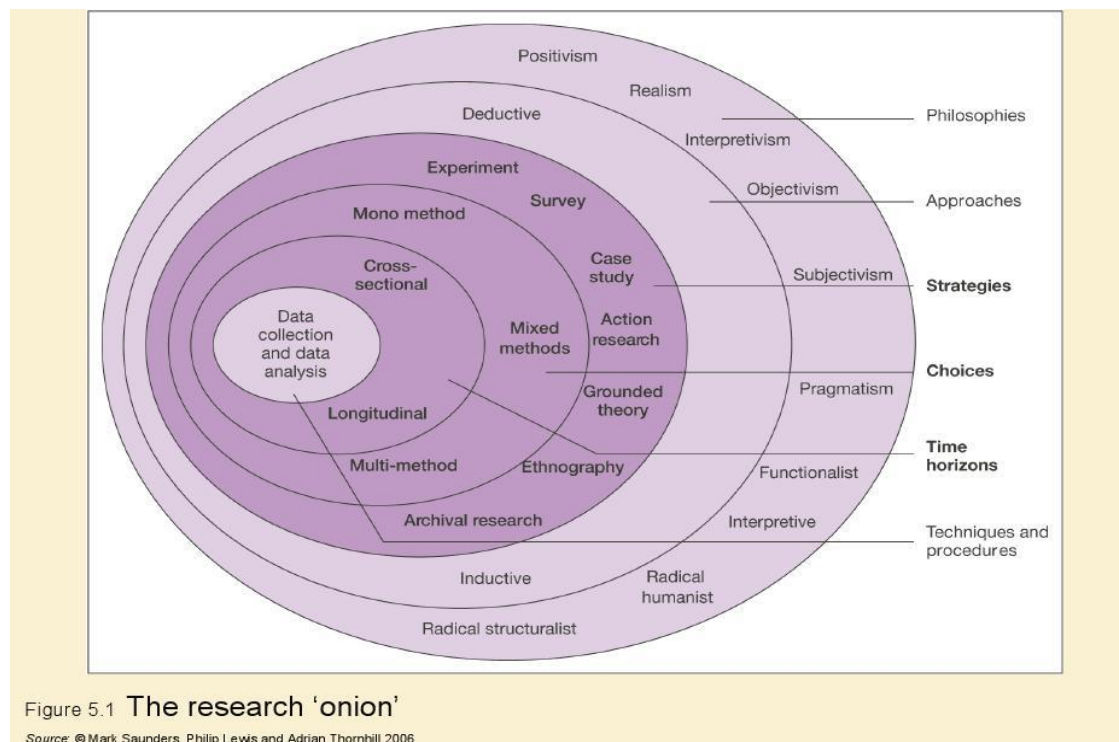 Positivism
Realism
Philosophies
Deductive
Interpretivism
Experiment
Objectivism
Survey
Approaches
Mono method
Case
study
Cross-
sectional
Subjectivism
Strategies
Data
collection
and data
analysis
Mixed
methods
Action
research
Choices
Grounded
theory
Pragmatism
Longitudinal
Time
horizons
Multi-method
Ethnography
Functionalist
Archival research
Interpretive
Techniques and
procedures
Inductive
Radical
humanist
Radical structuralist
Figure 5.1 The research ‘onion’
Source: © Mark Saunders, Philip Lewis and Adrian Thornhill 2006